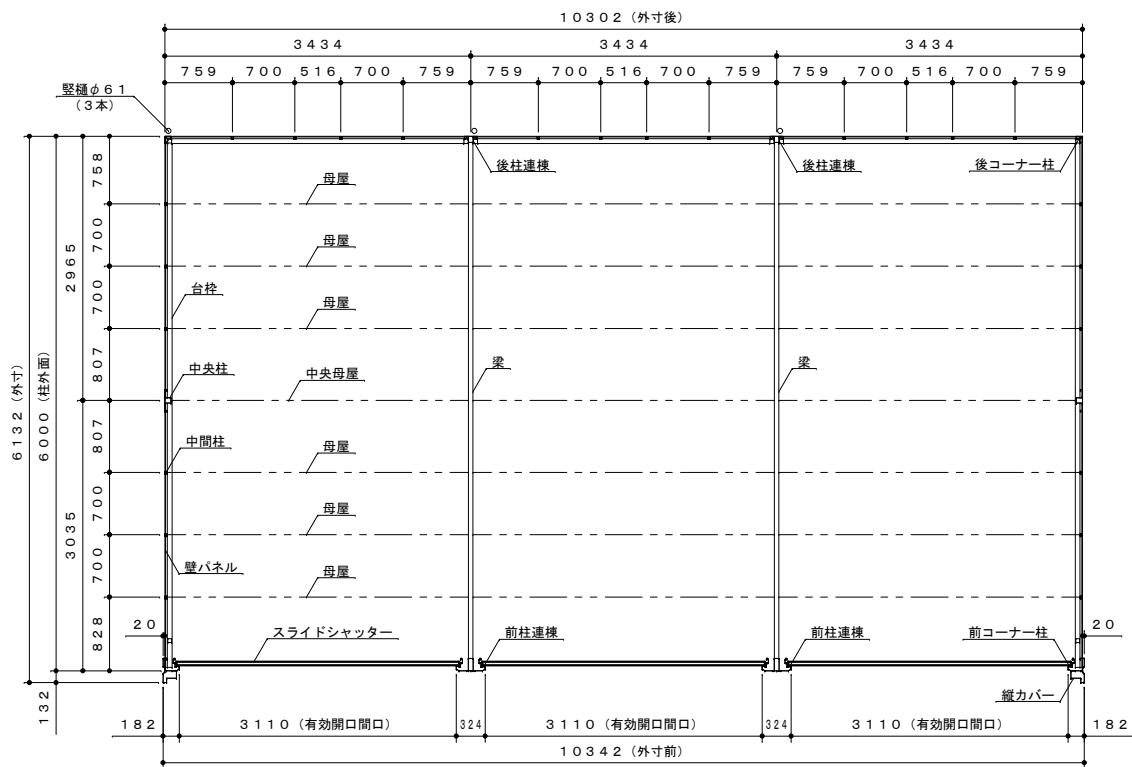 １０３０２（外寸後）
３４３４　３４３４　３４３４
７５９　７００　５１６　７００　７５９　７５９　７００　５１６　７００　７５９　７５９　７００　５１６　７００　７５９
竪樋φ６１
（３本）
後柱連棟　後柱連棟　後コーナー柱
母屋
母屋
台枠　母屋
中央柱　中央母屋　梁　梁
中間柱　母屋
母屋
壁パネル　母屋
スライドシャッター　前柱連棟　前柱連棟　前コーナー柱
縦カバー
６１３２（外寸）
６０００（柱外面）
１３２
２９６５
３０３５
７５８
７００
７００
８０７
８０７
７００
７００
８２８
２０　２０
１８２　３１１０（有効開口間口）　３２４　３１１０（有効開口間口）　３２４　３１１０（有効開口間口）　１８２
１０３４２（外寸前）